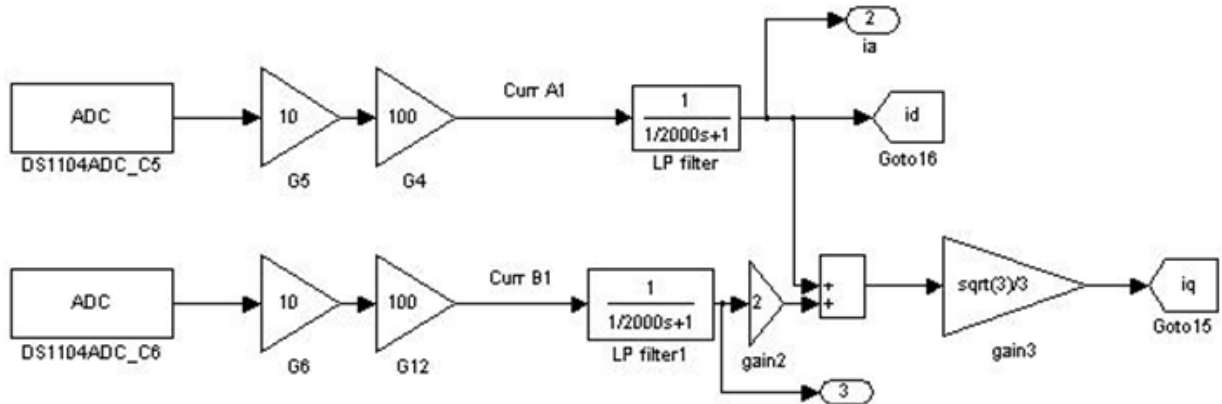 2
ia
ADC
DS1104ADC_C5
10
G5
100
G4
Curr A1
1
1/2000s+1
LP filter
id
Goto16
ADC
DS1104ADC_C6
10
G6
100
G12
Curr B1
1
1/2000s+1
LP filter1
2
gain2
+
+
sqrt(3)/3
gain3
iq
Goto15
3